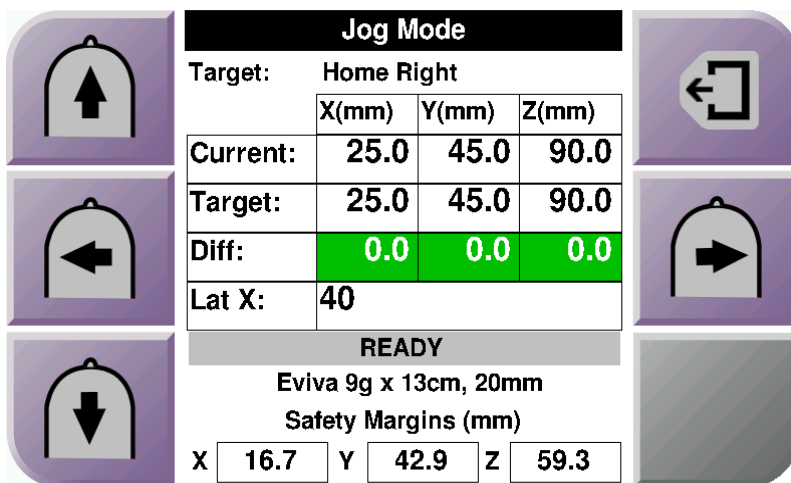 Jog Mode
Target: Home Right
X(mm) Y(mm) Z(mm)
Current: 25.0 45.0 90.0
Target: 25.0 45.0 90.0
Diff: 0.0 0.0 0.0
Lat X: 40
READY
Eviva 9g x 13cm, 20mm
Safety Margins (mm)
X 16.7 Y 42.9 Z 59.3